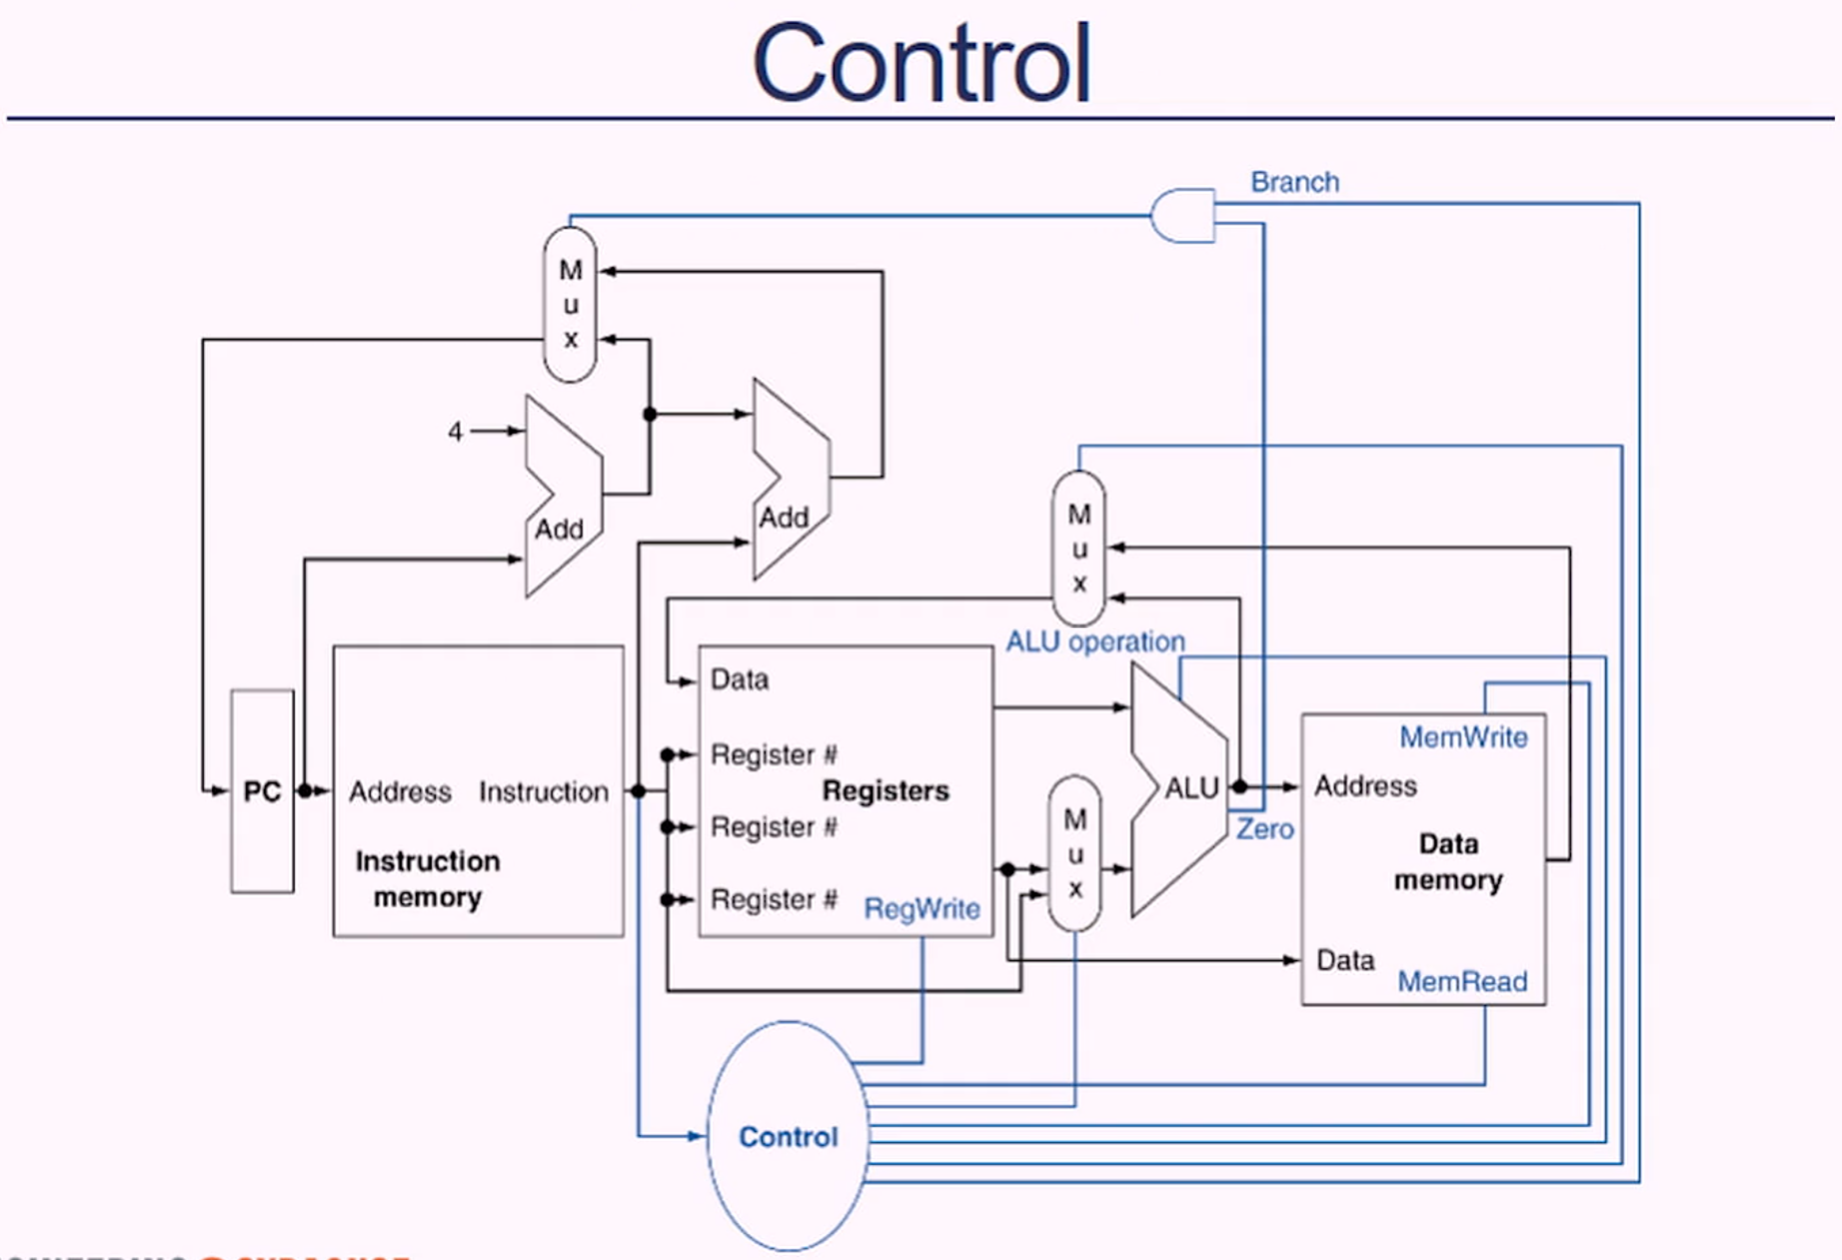 Control
Branch
M
u
x
4
Add
Add
M
u
x
ALU operation
Data
Register #
Registers
Register #
Register #
RegWrite
PC
Address Instruction
Instruction
memory
M
u
x
ALU
Zero
MemWrite
Address
Data
memory
Data
MemRead
Control